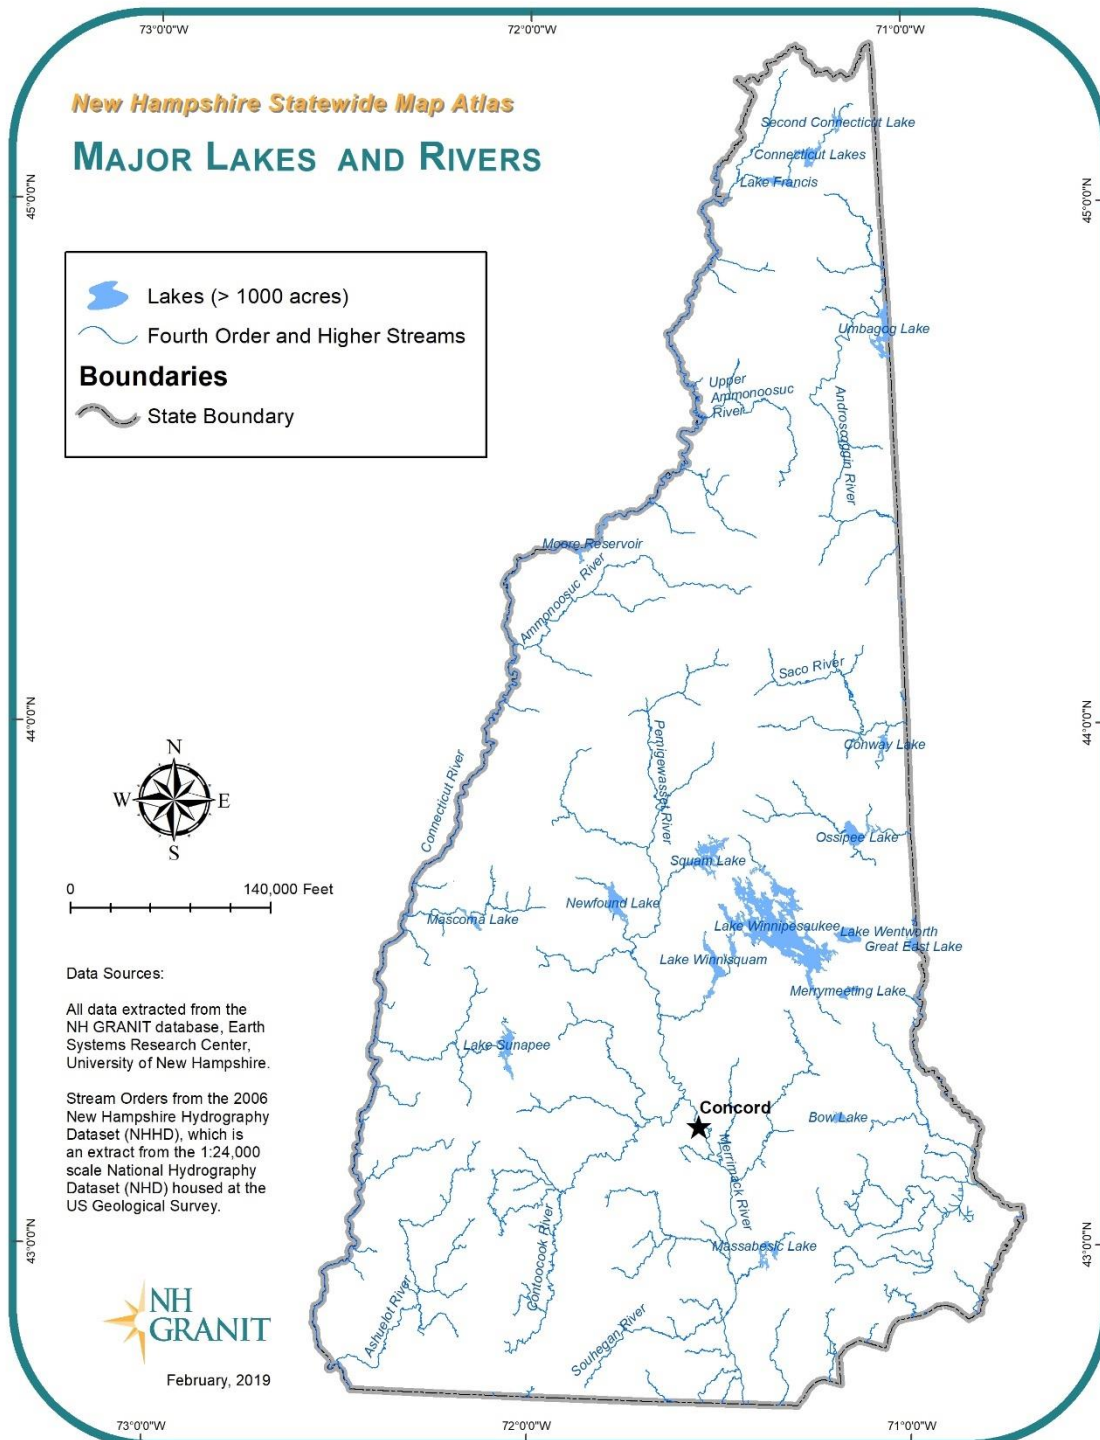 73°0'0"W
72°0'0"W
71°0'0"W
New Hampshire Statewide Map Atlas
MAJOR LAKES AND RIVERS
45°0'0"N
45°0'0"N
Lakes (> 1000 acres)
Fourth Order and Higher Streams
Boundaries
State Boundary
Second Connecticut Lake
Connecticut Lakes
Lake Francis
Umbagog Lake
Upper
Ammonoosuc
River
Androscoggin River
Moore Reservoir
Ammonoosuc River
Saco River
44°0'0"N
44°0'0"N
Conway Lake
Pemigewasset River
Connecticut River
N
W
E
S
Ossipee Lake
Squam Lake
0
140,000 Feet
Newfound Lake
Mascoma Lake
Lake Winnipesaukee
Lake Wentworth
Great East Lake
Lake Winnisquam
Merrymeeting Lake
Lake Sunapee
Data Sources:
All data extracted from the
NH GRANIT database, Earth
Systems Research Center,
University of New Hampshire.
Stream Orders from the 2006
New Hampshire Hydrography
Dataset (NHHD), which is
an extract from the 1:24,000
scale National Hydrography
Dataset (NHD) housed at the
US Geological Survey.
Concord
Bow Lake
Merrimack River
43°0'0"N
43°0'0"N
Massabesic Lake
Contoocook River
Ashuelot River
Souhegan River
NH
GRANIT
February, 2019
73°0'0"W
72°0'0"W
71°0'0"W